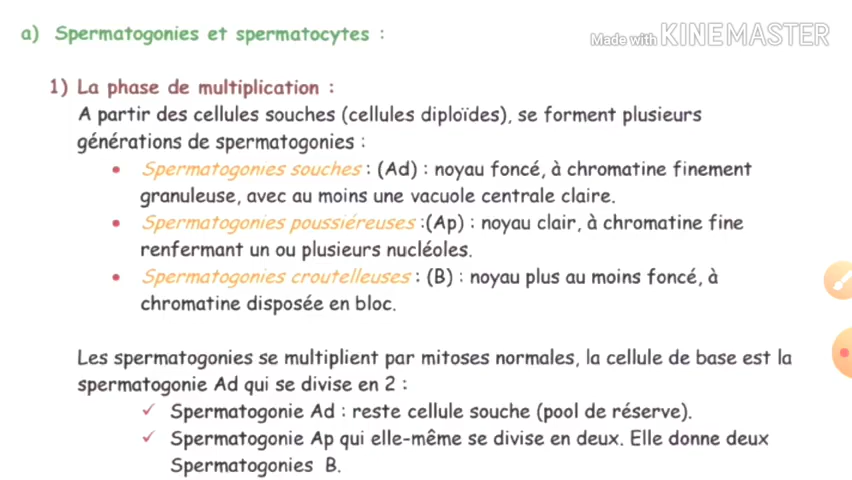 a) Spermatogonies et spermatocytes :
Made with KINEMASTER
1) La phase de multiplication :
A partir des cellules souches (cellules diploïdes), se forment plusieurs
générations de spermatogonies :
• Spermatogonies souches : (Ad) : noyau foncé, à chromatine finement
granuleuse, avec au moins une vacuole centrale claire.
• Spermatogonies poussiéreuses :(Ap) : noyau clair, à chromatine fine
renfermant un ou plusieurs nucléoles.
• Spermatogonies croutelleuses : (B) : noyau plus au moins foncé, à
chromatine disposée en bloc.
Les spermatogonies se multiplient par mitoses normales, la cellule de base est la
spermatogonie Ad qui se divise en 2 :
✓ Spermatogonie Ad : reste cellule souche (pool de réserve).
✓ Spermatogonie Ap qui elle-même se divise en deux. Elle donne deux
Spermatogonies B.